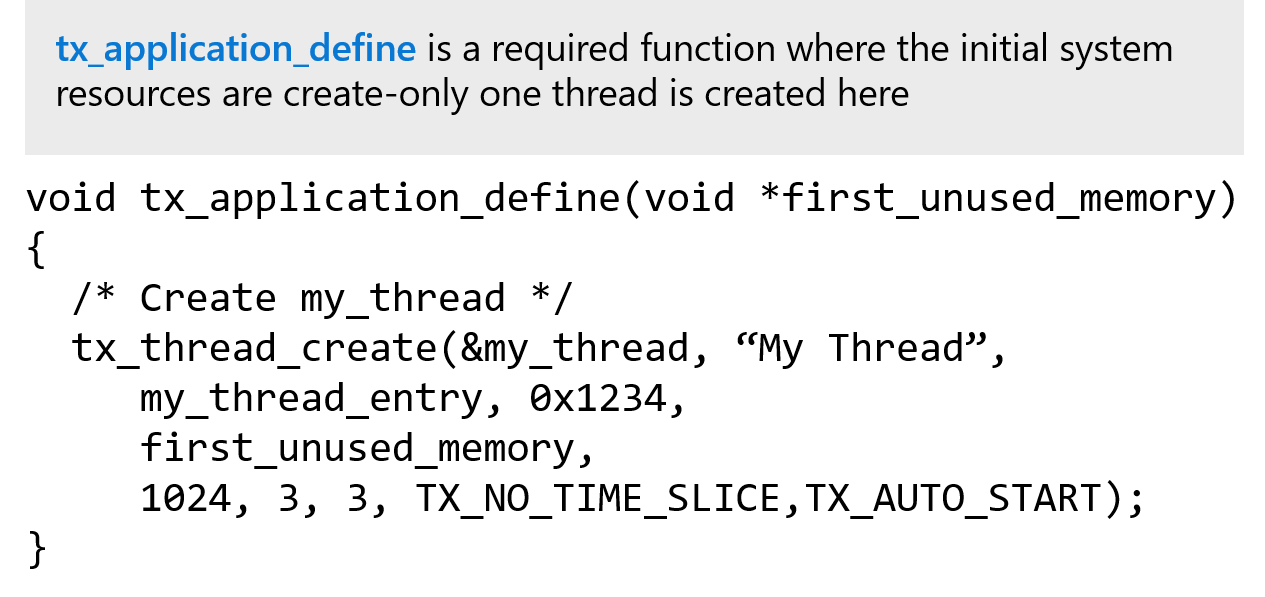 tx_application_define is a required function where the initial system
resources are create-only one thread is created here
void tx_application_define(void *first_unused_memory)
{
  /* Create my_thread */
  tx_thread_create(&my_thread, “My Thread”,
     my_thread_entry, 0x1234,
     first_unused_memory,
     1024, 3, 3, TX_NO_TIME_SLICE,TX_AUTO_START);
}